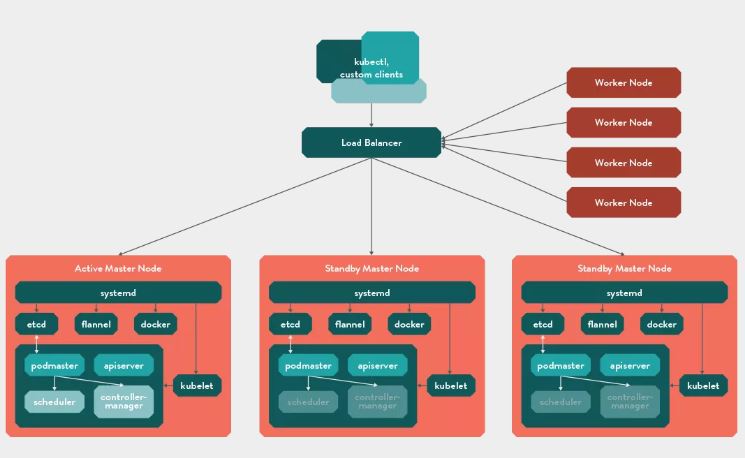 kubectl,
custom clients
Load Balancer
Worker Node
Worker Node
Worker Node
Worker Node
Active Master Node
systemd
etcd
flannel
docker
podmaster
apiserver
scheduler
controller-
manager
kubelet
Standby Master Node
systemd
etcd
flannel
docker
podmaster
apiserver
scheduler
controller-
manager
kubelet
Standby Master Node
systemd
etcd
flannel
docker
podmaster
apiserver
scheduler
controller-
manager
kubelet